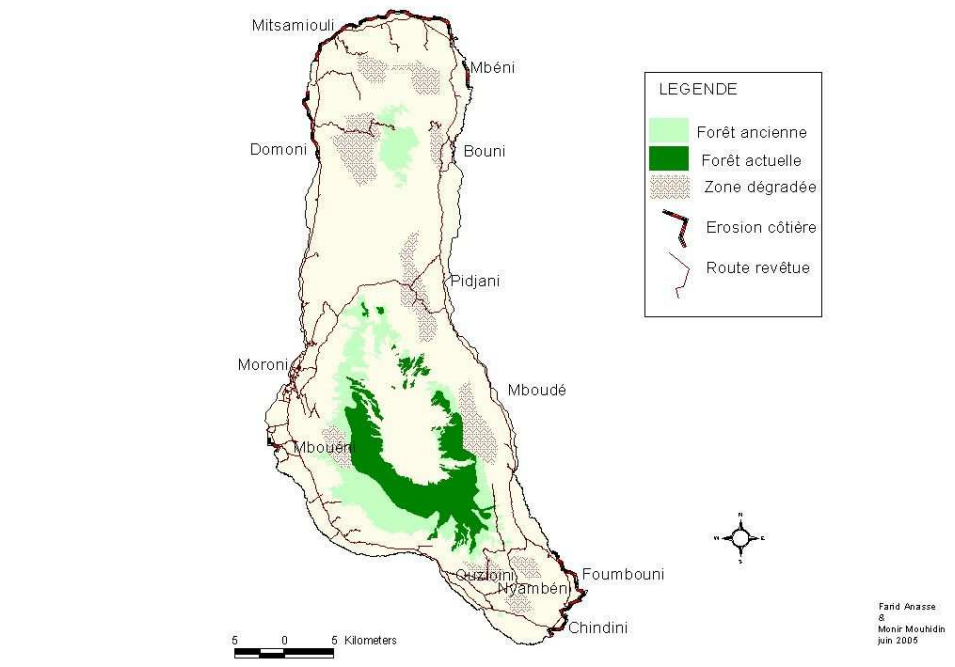 Mitsamiouli
Mbéni
Domoni
Bouni
Pidjani
Moroni
Mboudé
Mbouéni
Ouzioini
Nyambéni
Foumbouni
Chindini
LEGENDE
Forêt ancienne
Forêt actuelle
Zone dégradée
Erosion côtière
Route revêtue
N
W
E
S
5 0 5 Kilometers
Farid Anasse
&
Monir Mouhidin
juin 2005